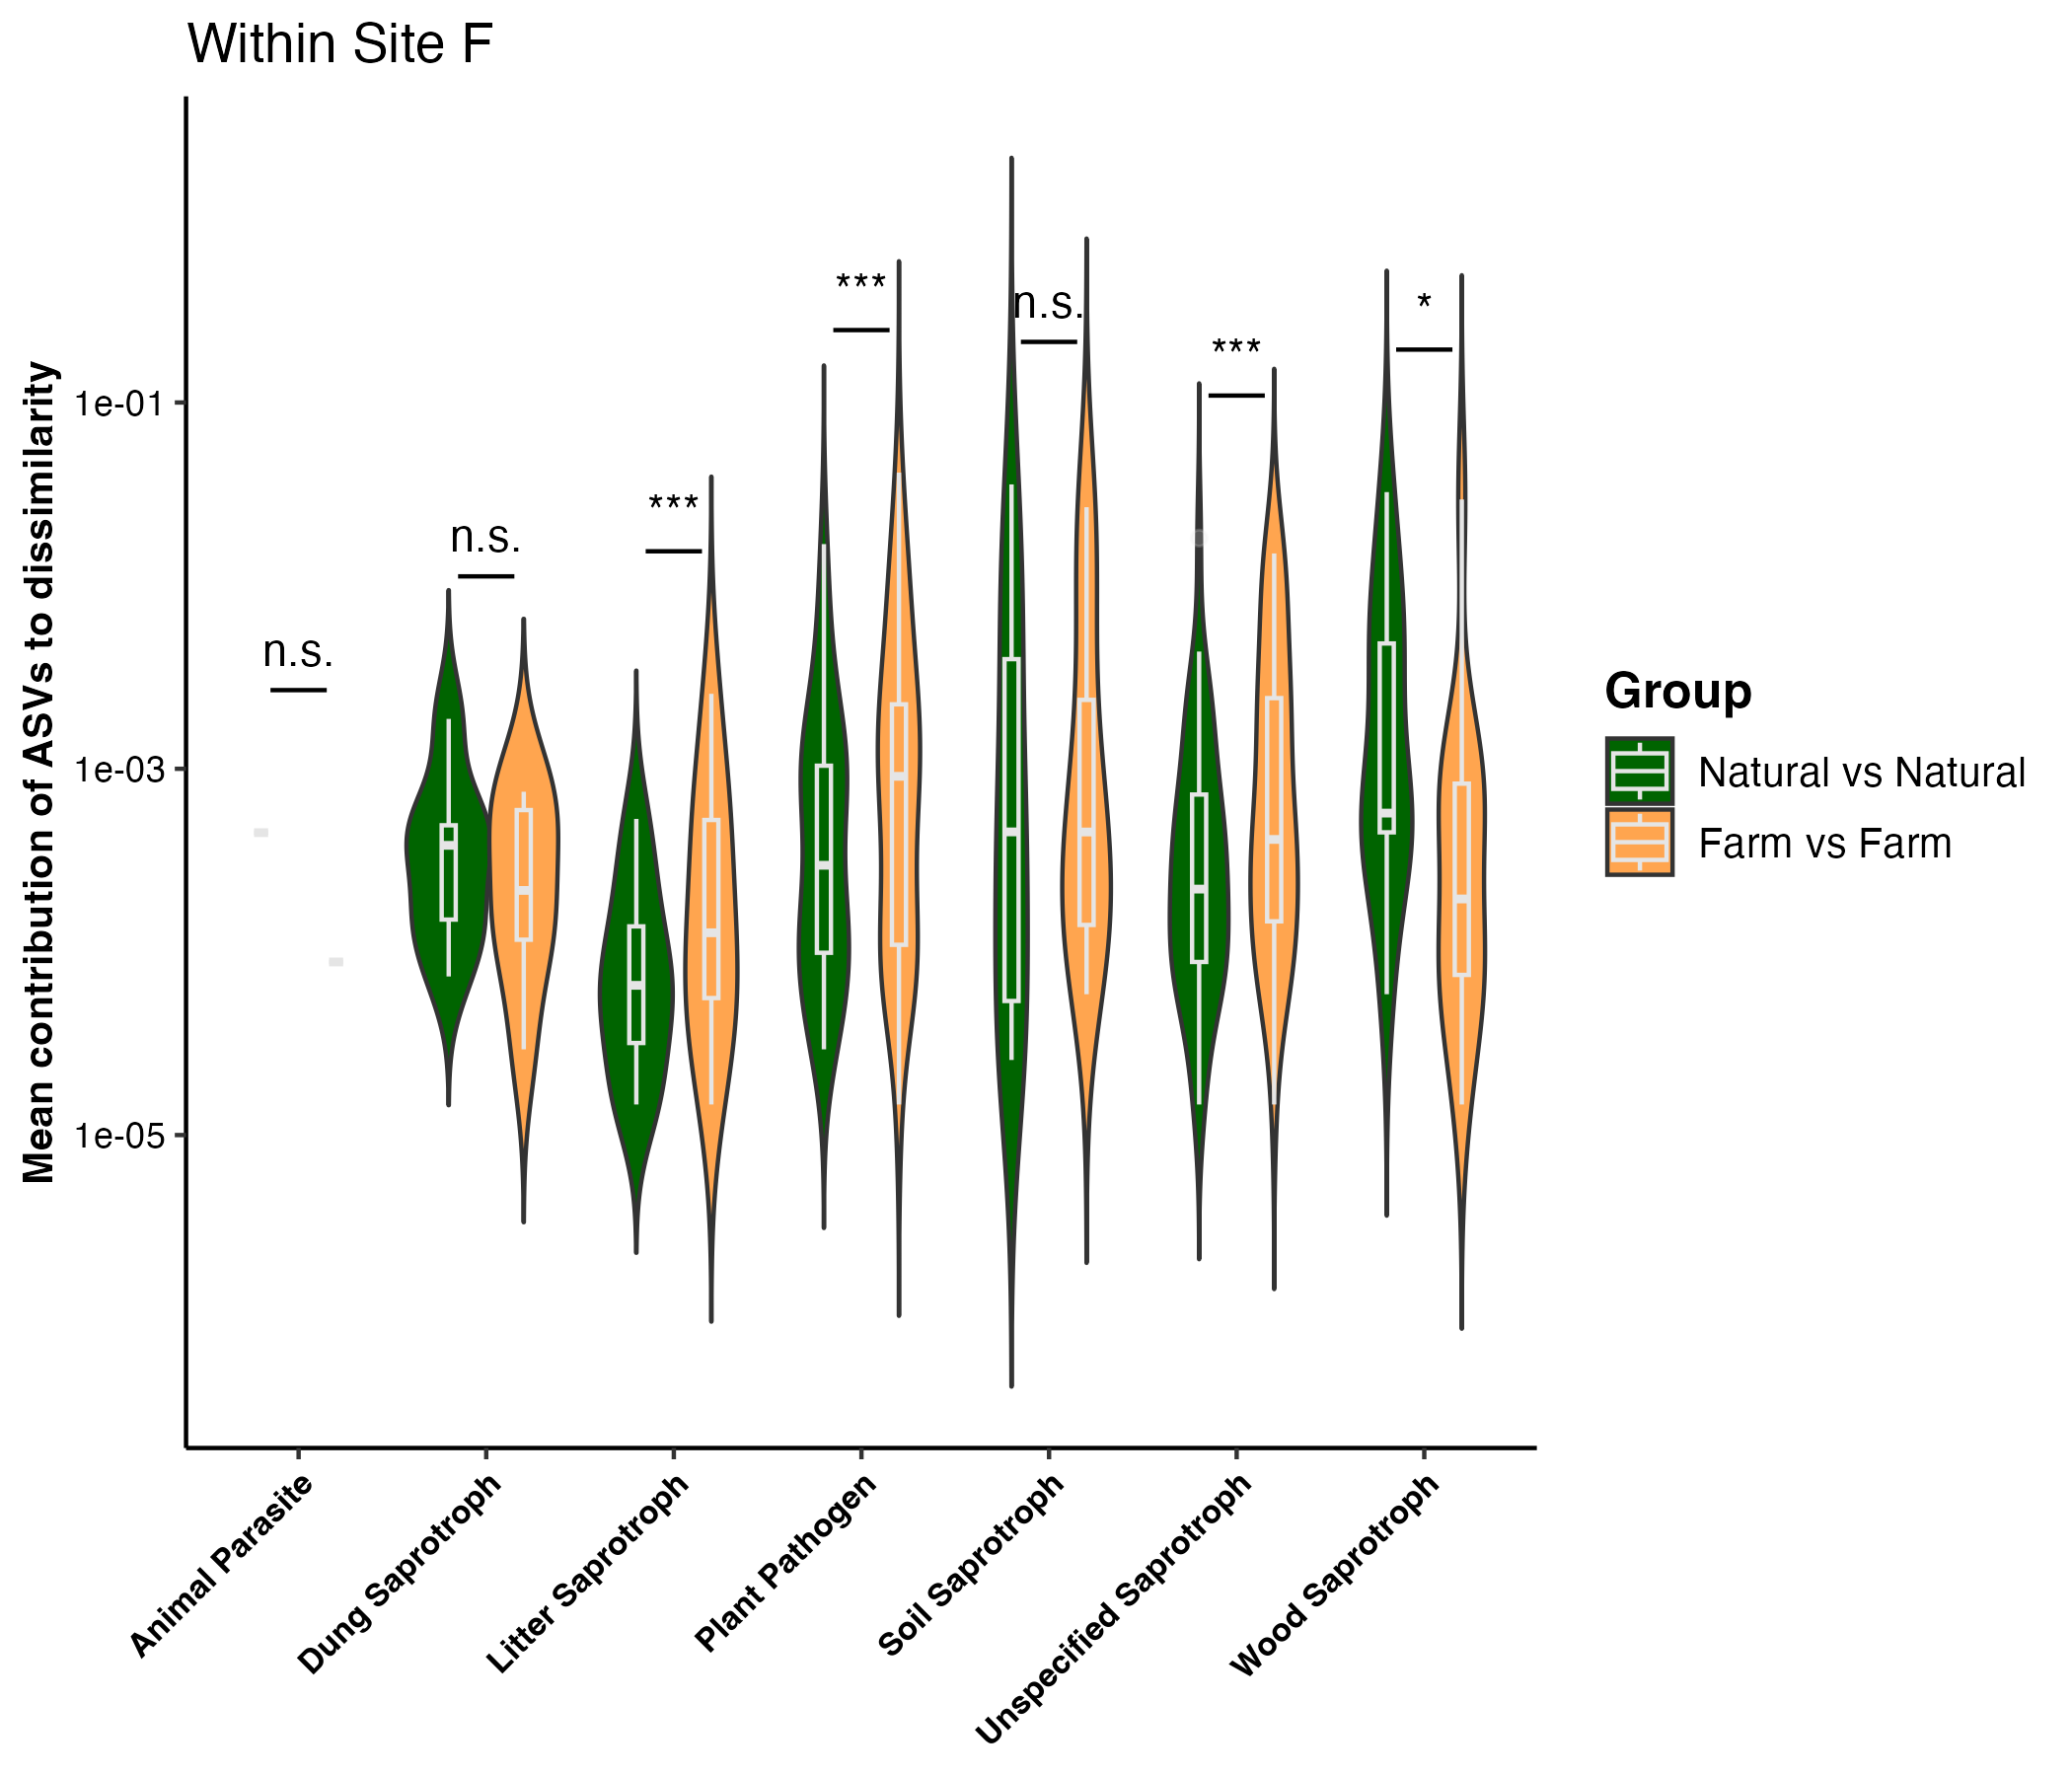 Within Site F
Mean contribution of ASVs to dissimilarity
1e-01
1e-03
1e-05
n.s.
n.s.
***
***
n.s.
***
*
Animal Parasite
Dung Saprotroph
Litter Saprotroph
Plant Pathogen
Soil Saprotroph
Unspecified Saprotroph
Wood Saprotroph
Group
Natural vs Natural
Farm vs Farm